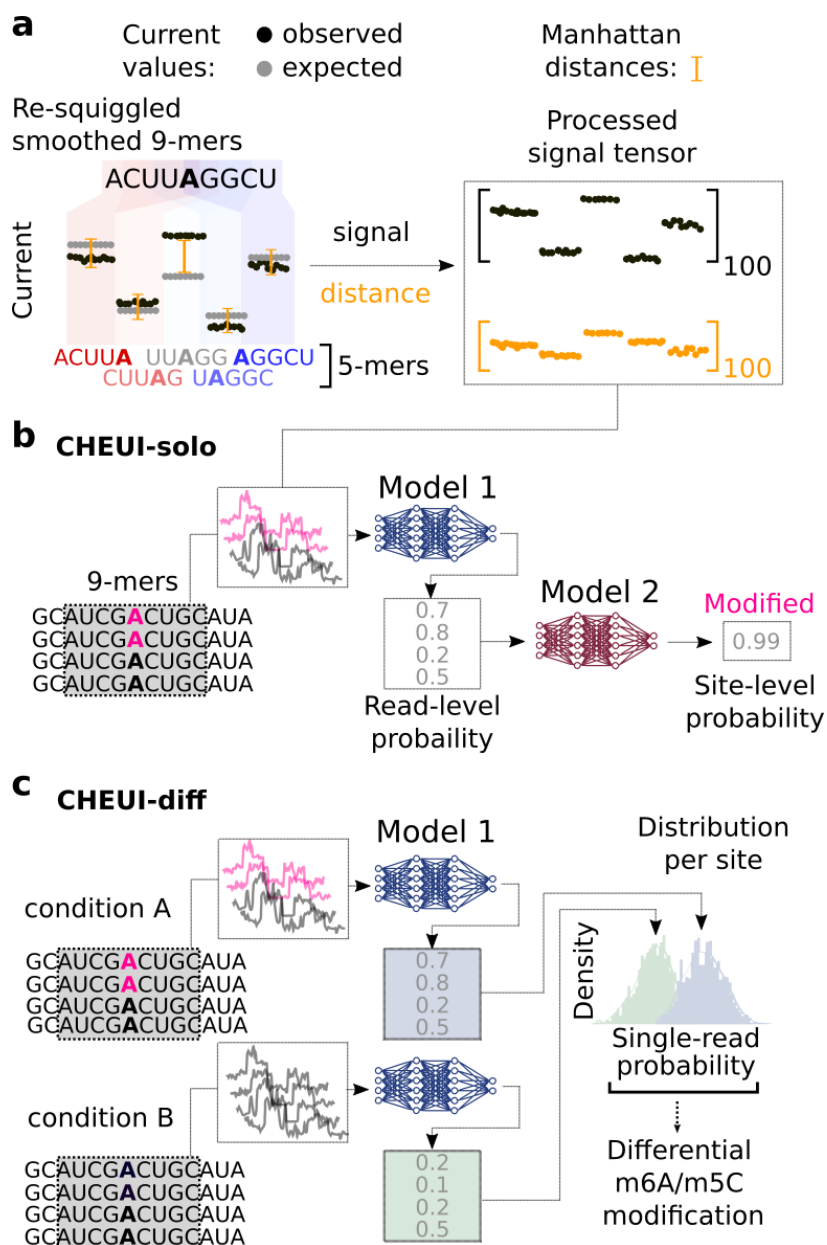 a
Current values:
observed
expected
Manhattan distances:
Re-squiggled
smoothed 9-mers
ACUUAGGCU
Current
signal
distance
Processed
signal tensor
100
100
ACUUA UUAGG AGGCU
CUUAG UAGGC
5-mers
b CHEUI-solo
9-mers
GCAUCGACUGCAUA
GCAUCGACUGCAUA
GCAUCGACUGCAUA
GCAUCGACUGCAUA
Model 1
0.7
0.8
0.2
0.5
Read-level
probaility
Model 2
Modified
0.99
Site-level
probability
c CHEUI-diff
condition A
GCAUCGACUGCAUA
GCAUCGACUGCAUA
GCAUCGACUGCAUA
GCAUCGACUGCAUA
Model 1
0.7
0.8
0.2
0.5
condition B
GCAUCGACUGCAUA
GCAUCGACUGCAUA
GCAUCGACUGCAUA
GCAUCGACUGCAUA
0.2
0.1
0.2
0.5
Distribution
per site
Density
Single-read
probability
Differential
m6A/m5C
modification